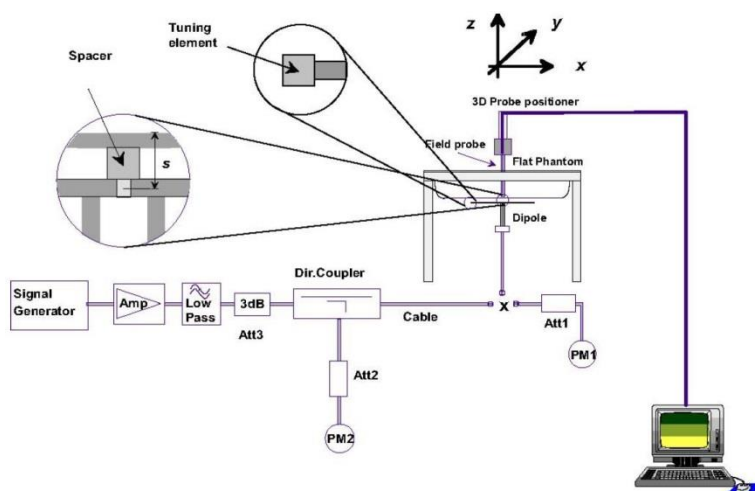 Tuning
element
Spacer
s
z
y
x
3D Probe positioner
Field probe
Flat Phantom
Dipole
Signal
Generator
Amp
Low
Pass
3dB
Att3
Dir.Coupler
Cable
x
Att1
PM1
Att2
PM2